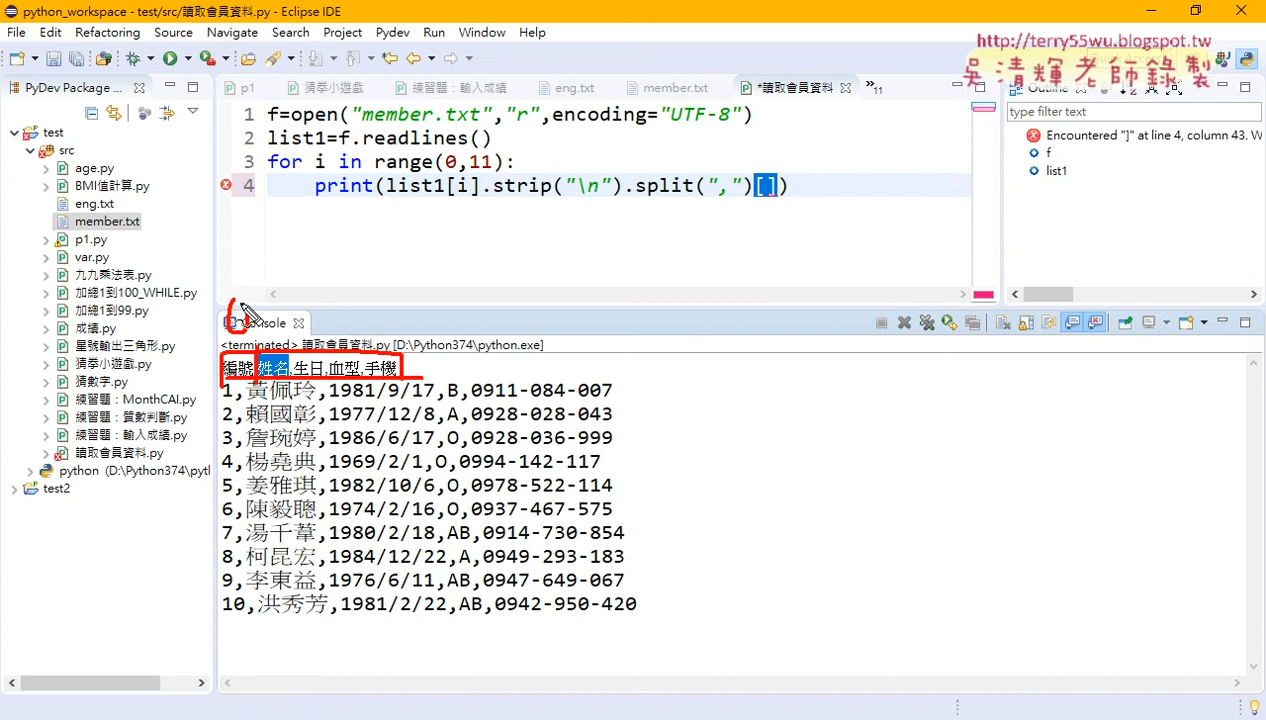 python_workspace - test/src/讀取會員資料.py - Eclipse IDE
File Edit Refactoring Source Navigate Search Project Pydev Run Window Help
http://terry55wu.blogspot.tw
吳清輝老師錄製
PyDev Package ...
p1
猜拳小遊戲
練習題：輸入成績
eng.txt
member.txt
*讀取會員資料
»11
Outline
test
src
age.py
BMI值計算.py
eng.txt
member.txt
p1.py
var.py
九九乘法表.py
加總1到100_WHILE.py
加總1到99.py
成績.py
星號輸出三角形.py
猜拳小遊戲.py
猜數字.py
練習題：MonthCAl.py
練習題：質數判斷.py
練習題：輸入成績.py
讀取會員資料.py
python (D:\Python374\pytl
test2
1 f=open("member.txt","r",encoding="UTF-8")
2 list1=f.readlines()
3 for i in range(0,11):
4 print(list1[i].strip("\n").split(",")[])
type filter text
Encountered "]" at line 4, column 43. W
f
list1
Console
<terminated> 讀取會員資料.py [D:\Python374\python.exe]
編號,姓名,生日,血型,手機
1,黃佩玲,1981/9/17,B,0911-084-007
2,賴國彰,1977/12/8,A,0928-028-043
3,詹琬婷,1986/6/17,O,0928-036-999
4,楊堯典,1969/2/1,O,0994-142-117
5,姜雅琪,1982/10/6,O,0978-522-114
6,陳毅聰,1974/2/16,O,0937-467-575
7,湯千葦,1980/2/18,AB,0914-730-854
8,柯昆宏,1984/12/22,A,0949-293-183
9,李東益,1976/6/11,AB,0947-649-067
10,洪秀芳,1981/2/22,AB,0942-950-420